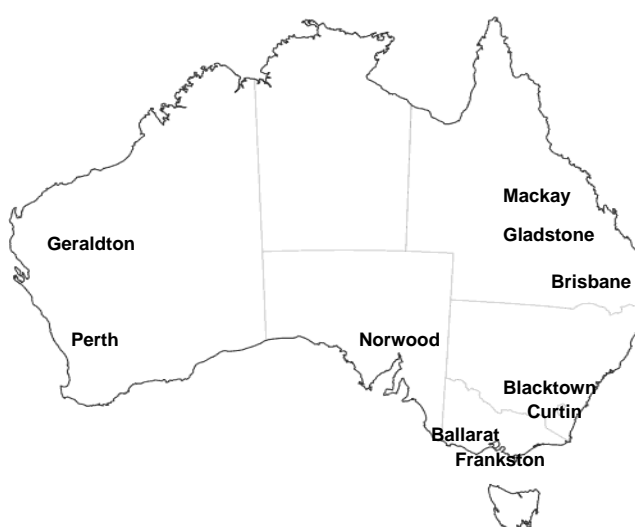 Mackay
Gladstone
Geraldton
Brisbane
Perth
Norwood
Blacktown
Curtin
Ballarat
Frankston